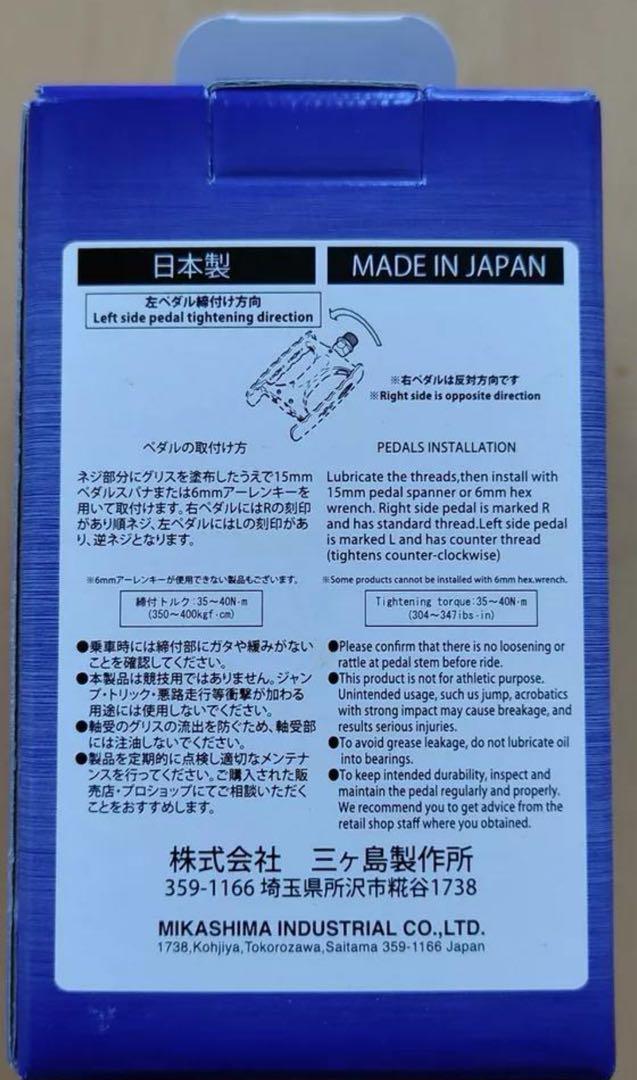 日本製
MADE IN JAPAN
左ペダル締付け方向
Left side pedal tightening direction
※右ペダルは反対方向です
※Right side is opposite direction
ペダルの取付け方
ネジ部分にグリスを塗布したうえで15mm
ペダルスパナまたは6mmアーレンキーを
用いて取付けます。右ペダルにはRの刻印
があり順ネジ、左ペダルにはLの刻印があ
り、逆ネジとなります。
※6mmアーレンキーが使用できない製品もございます。
締付トルク:35～40N·m
(350～400kgf·cm)
●乗車時には締付部にガタや緩みがない
ことを確認してください。
●本製品は競技用ではありません。ジャン
プ・トリック・悪路走行等衝撃が加わる
用途には使用しないでください。
●軸受のグリスの流出を防ぐため、軸受部
には注油しないでください。
●製品を定期的に点検し適切なメンテナ
ンスを行ってください。ご購入された販
売店・プロショップにてご相談いただく
ことをおすすめします。
PEDALS INSTALLATION
Lubricate the threads,then install with
15mm pedal spanner or 6mm hex
wrench. Right side pedal is marked R
and has standard thread.Left side pedal
is marked L and has counter thread
(tightens counter-clockwise)
※Some products cannot be installed with 6mm hex.wrench.
Tightening torque:35～40N·m
(304～347ibs·in)
●Please confirm that there is no loosening or
rattle at pedal stem before ride.
●This product is not for athletic purpose.
Unintended usage, such us jump, acrobatics
with strong impact may cause breakage, and
results serious injuries.
●To avoid grease leakage, do not lubricate oil
into bearings.
●To keep intended durability, inspect and
maintain the pedal regularly and properly.
We recommend you to get advice from the
retail shop staff where you obtained.
株式会社 三ヶ島製作所
359-1166 埼玉県所沢市糀谷1738
MIKASHIMA INDUSTRIAL CO.,LTD.
1738,Kohjiya,Tokorozawa,Saitama 359-1166 Japan